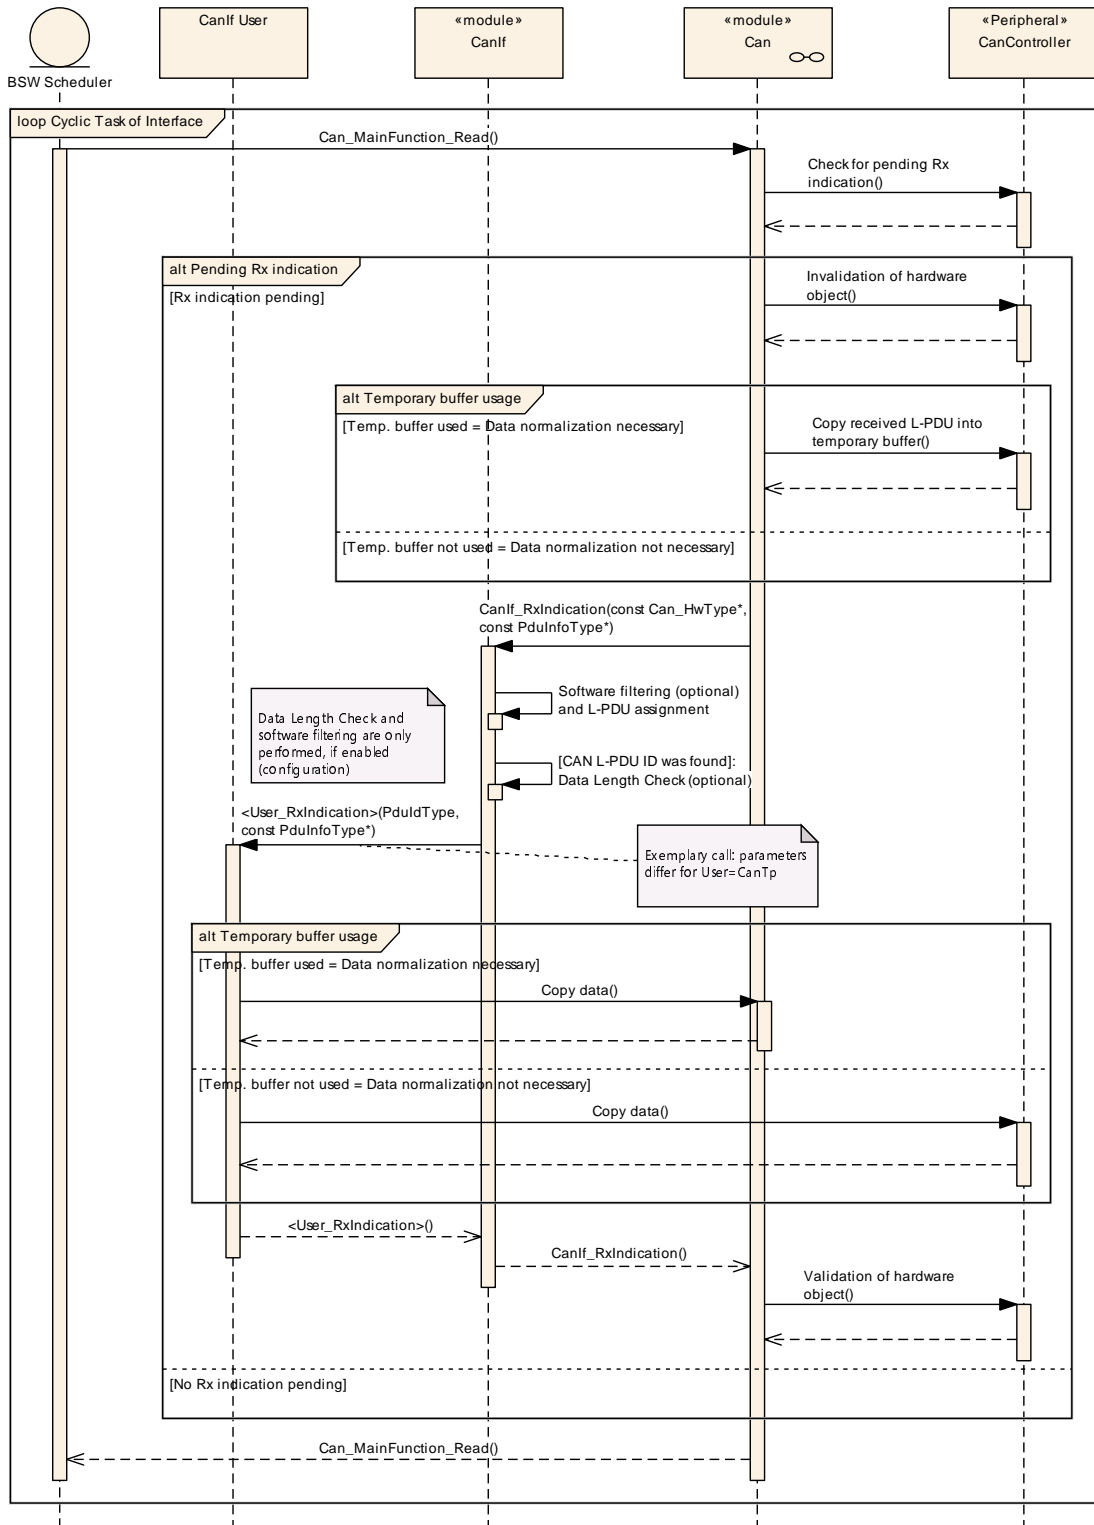 BSW Scheduler
CanIf User
«module»
CanIf
«module»
Can
«Peripheral»
CanController
loop Cyclic Task of Interface
Can_MainFunction_Read()
Check for pending Rx
indication()
alt Pending Rx indication
[Rx indication pending]
Invalidation of hardware
object()
alt Temporary buffer usage
[Temp. buffer used = Data normalization necessary]
Copy received L-PDU into
temporary buffer()
[Temp. buffer not used = Data normalization not necessary]
CanIf_RxIndication(const Can_HwType*,
const PduInfoType*)
Software filtering (optional)
and L-PDU assignment
Data Length Check and
software filtering are only
performed, if enabled
(configuration)
[CAN L-PDU ID was found]:
Data Length Check (optional)
<User_RxIndication>(PduIdType,
const PduInfoType*)
Exemplary call: parameters
differ for User=CanTp
alt Temporary buffer usage
[Temp. buffer used = Data normalization necessary]
Copy data()
[Temp. buffer not used = Data normalization not necessary]
Copy data()
<User_RxIndication>()
CanIf_RxIndication()
Validation of hardware
object()
[No Rx indication pending]
Can_MainFunction_Read()